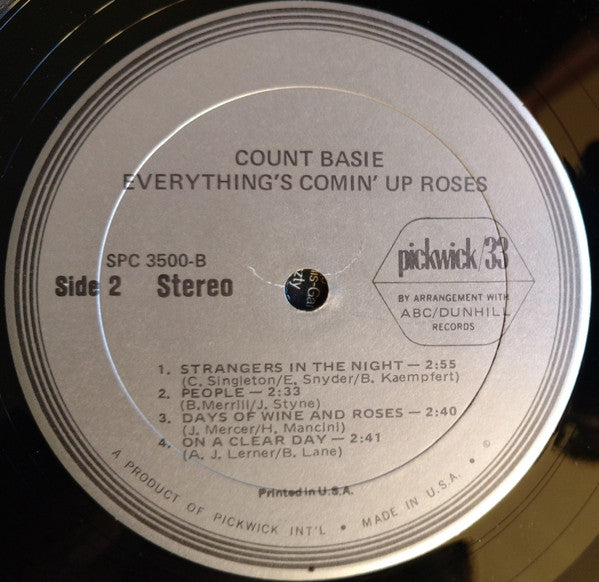 COUNT BASIE
EVERYTHING'S COMIN' UP ROSES
SPC 3500-B
Side 2 Stereo
pickwick/33
BY ARRANGEMENT WITH
ABC/DUNHILL
RECORDS
1. STRANGERS IN THE NIGHT — 2:55
(C. Singleton/E. Snyder/B. Kaempfert)
2. PEOPLE — 2:33
(B.Merrill/J. Styne)
3. DAYS OF WINE AND ROSES — 2:40
(J. Mercer/H. Mancini)
4. ON A CLEAR DAY — 2:41
(A. J. Lerner/B. Lane)
Printed in U.S.A.
A PRODUCT OF PICKWICK INT'L • MADE IN U.S.A. • ©